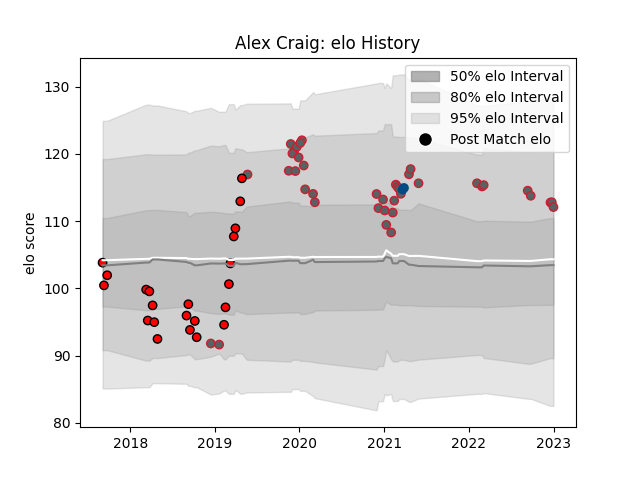 Alex Craig: elo History
50% elo Interval
80% elo Interval
95% elo Interval
Post Match elo
elo score
130
120
110
100
90
80
2018
2019
2020
2021
2022
2023